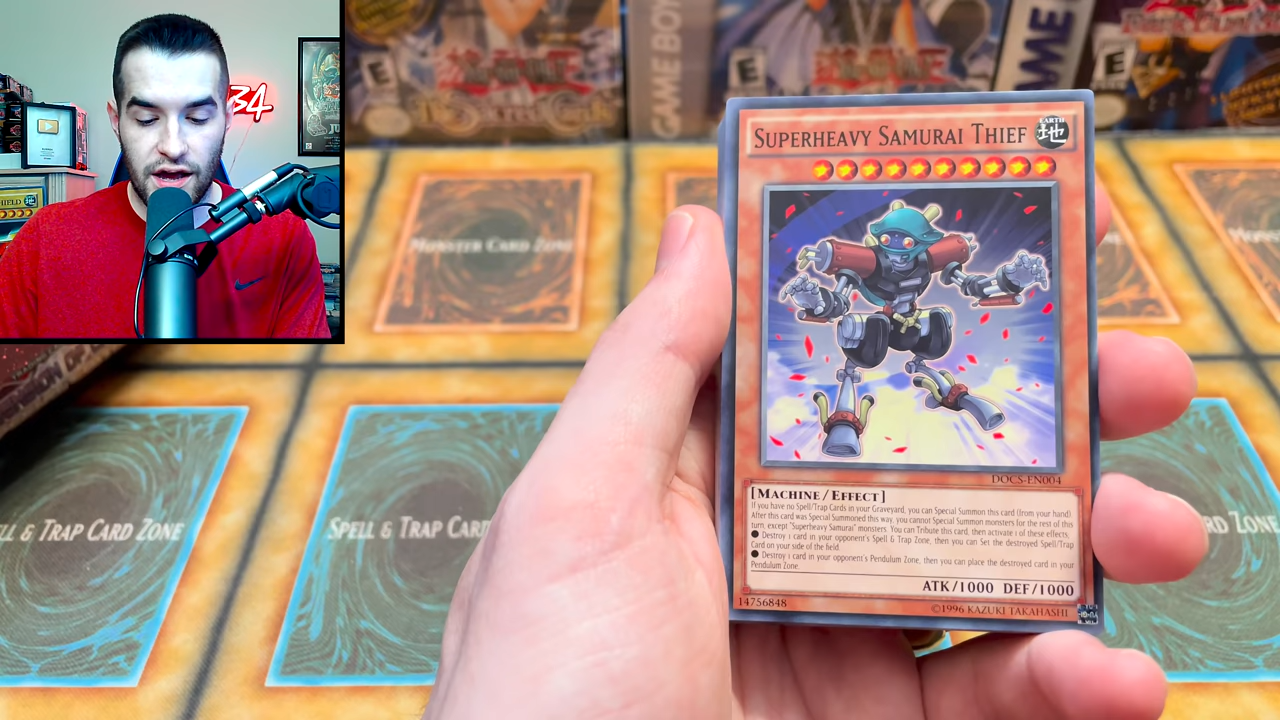 34
GAME BOY
GAME
E
E
E
MONSTER CARD ZONE
SUPERHEAVY SAMURAI THIEF
EARTH
地
DOCS-EN004
[MACHINE/EFFECT]
If you have no Spell/Trap Cards in your Graveyard, you can Special Summon this card (from your hand).
After this card was Special Summoned this way, you cannot Special Summon monsters for the rest of this
turn, except "Superheavy Samurai" monsters. You can Tribute this card, then activate 1 of these effects.
● Destroy 1 card in your opponent's Spell & Trap Zone, then you can Set the destroyed Spell/Trap
Card on your side of the field.
● Destroy 1 card in your opponent's Pendulum Zone, then you can place the destroyed card in your
Pendulum Zone.
ATK/1000 DEF/1000
14756848
©1996 KAZUKI TAKAHASHI
LL & TRAP CARD ZONE
SPELL & TRAP CARD
RD ZONE